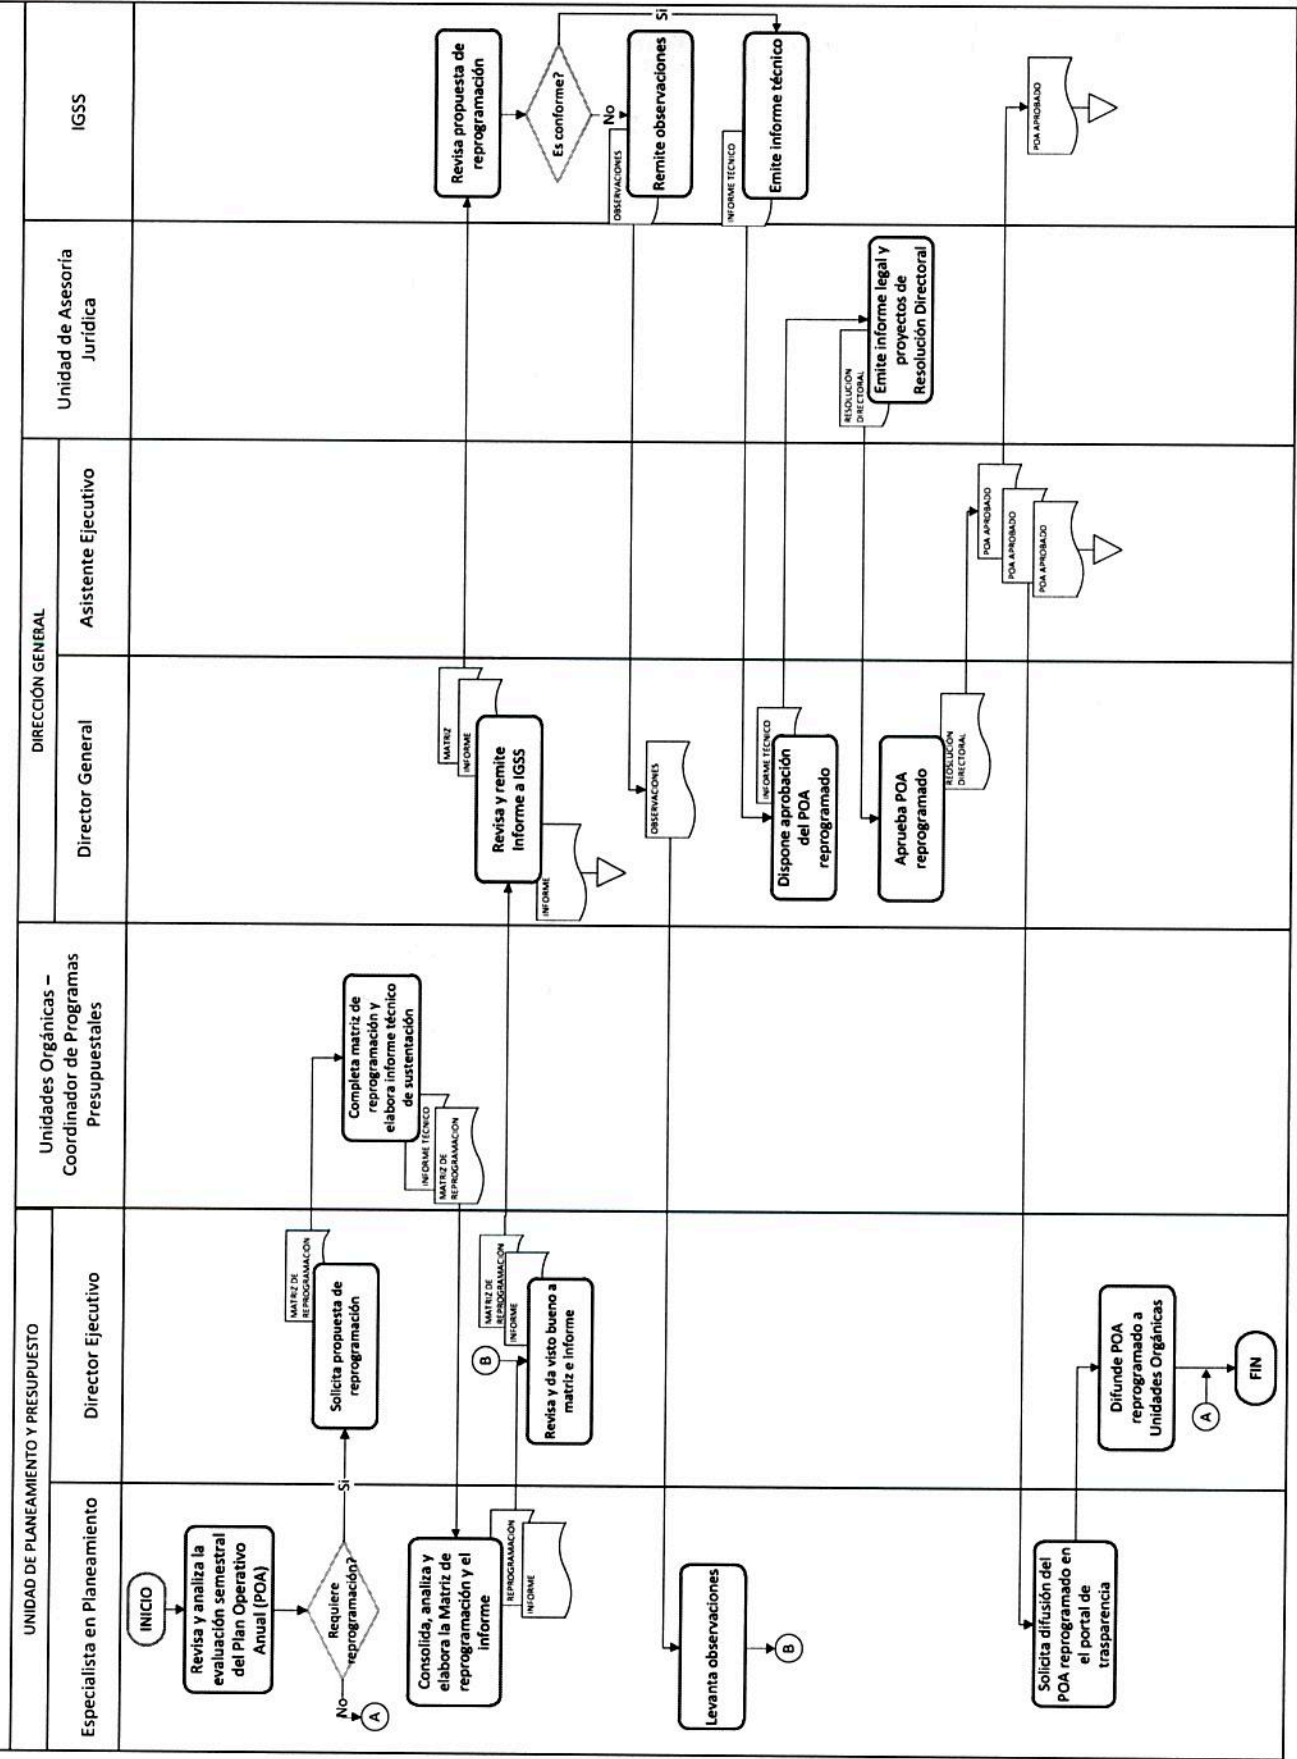 UNIDAD DE PLANEAMIENTO Y PRESUPUESTO
Especialista en Planeamiento
Director Ejecutivo
Unidades Orgánicas –
Coordinador de Programas
Presupuestales
DIRECCIÓN GENERAL
Director General
Asistente Ejecutivo
Unidad de Asesoría
Jurídica
IGSS
INICIO
Revisa y analiza la
evaluación semestral
del Plan Operativo
Anual (POA)
Requiere
reprogramación?
No
A
Si
MATRIZ DE
REPROGRAMACION
Solicita propuesta de
reprogramación
Completa matriz de
reprogramación y
elabora informe técnico
de sustentación
INFORME TÉCNICO
MATRIZ DE
REPROGRAMACION
Consolida, analiza y
elabora la Matriz de
reprogramación y el
informe
REPROGRAMACIÓN
INFORME
B
MATRIZ DE
REPROGRAMACION
INFORME
Revisa y da visto bueno a
matriz e informe
MATRIZ
INFORME
Revisa y remite
Informe a IGSS
INFORME
Revisa propuesta de
reprogramación
Es conforme?
Si
No
OBSERVACIONES
Remite observaciones
OBSERVACIONES
Levanta observaciones
B
INFORME TÉCNICO
Emite informe técnico
INFORME TÉCNICO
Dispone aprobación
del POA
reprogramado
RESOLUCION
DIRECTORAL
Emite informe legal y
proyectos de
Resolución Directoral
Aprueba POA
reprogramado
REOSLUCION
DIRECTORAL
POA APROBADO
POA APROBADO
POA APROBADO
POA APROBADO
Solicita difusión del
POA reprogramado en
el portal de
trasparencia
Difunde POA
reprogramado a
Unidades Orgánicas
A
FIN